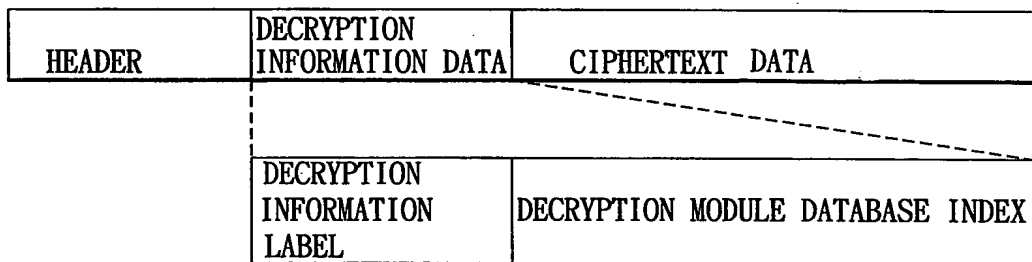 DECRYPTION
HEADER INFORMATION DATA CIPHERTEXT DATA
DECRYPTION
INFORMATION DECRYPTION MODULE DATABASE INDEX
LABEL